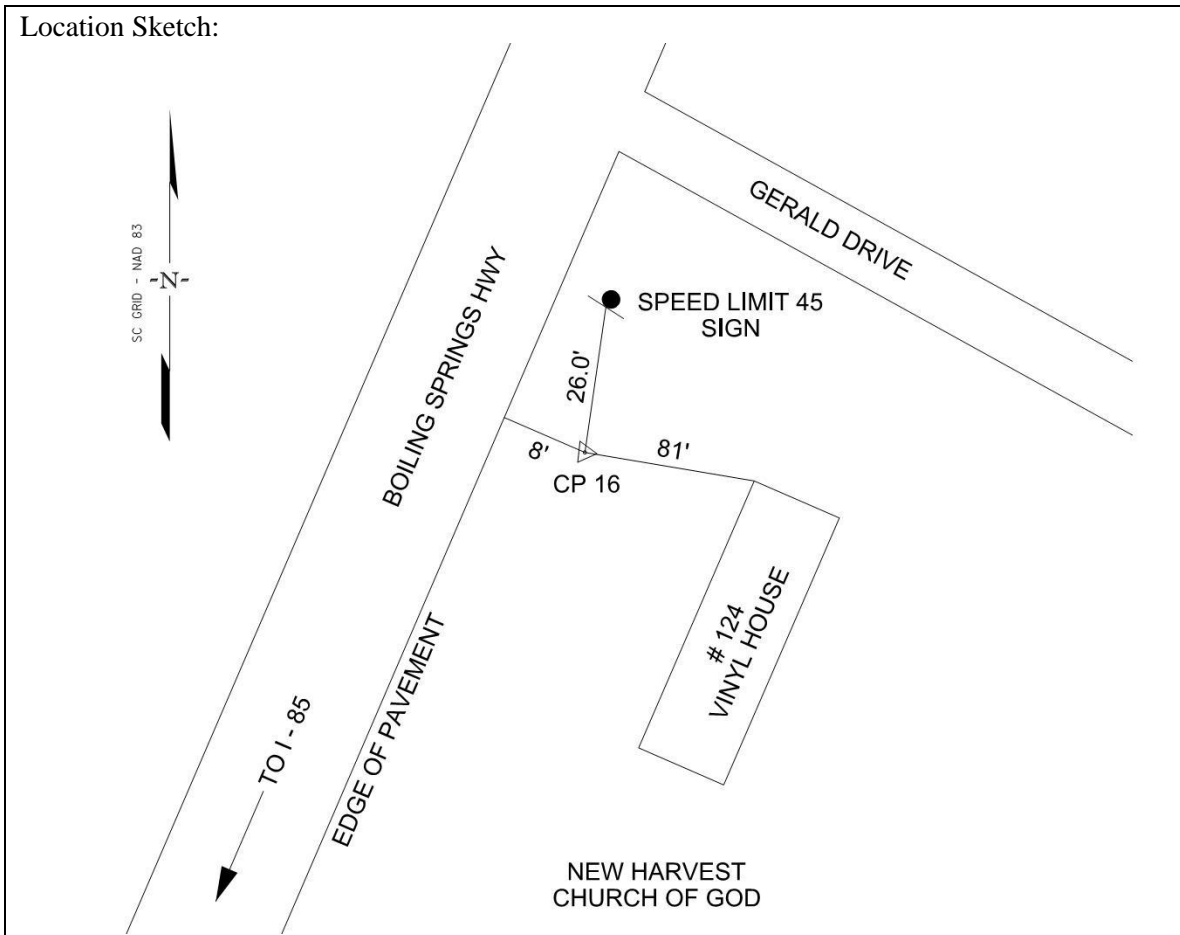 Location Sketch:
SC GRID - NAD 83
-N-
BOILING SPRINGS HWY
GERALD DRIVE
SPEED LIMIT 45
SIGN
26.0'
8'
81'
CP 16
# 124
VINYL HOUSE
EDGE OF PAVEMENT
TO I - 85
NEW HARVEST
CHURCH OF GOD